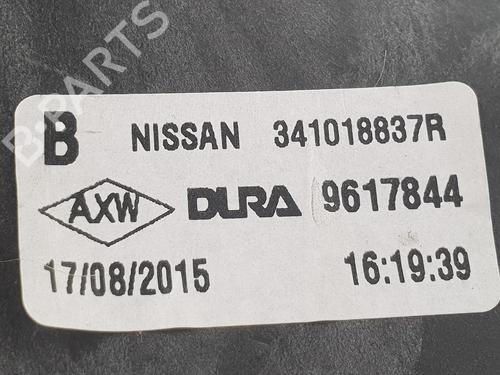 B-PARTS
B NISSAN 341018837R
AXW DURA 9617844
17/08/2015 16:19:39